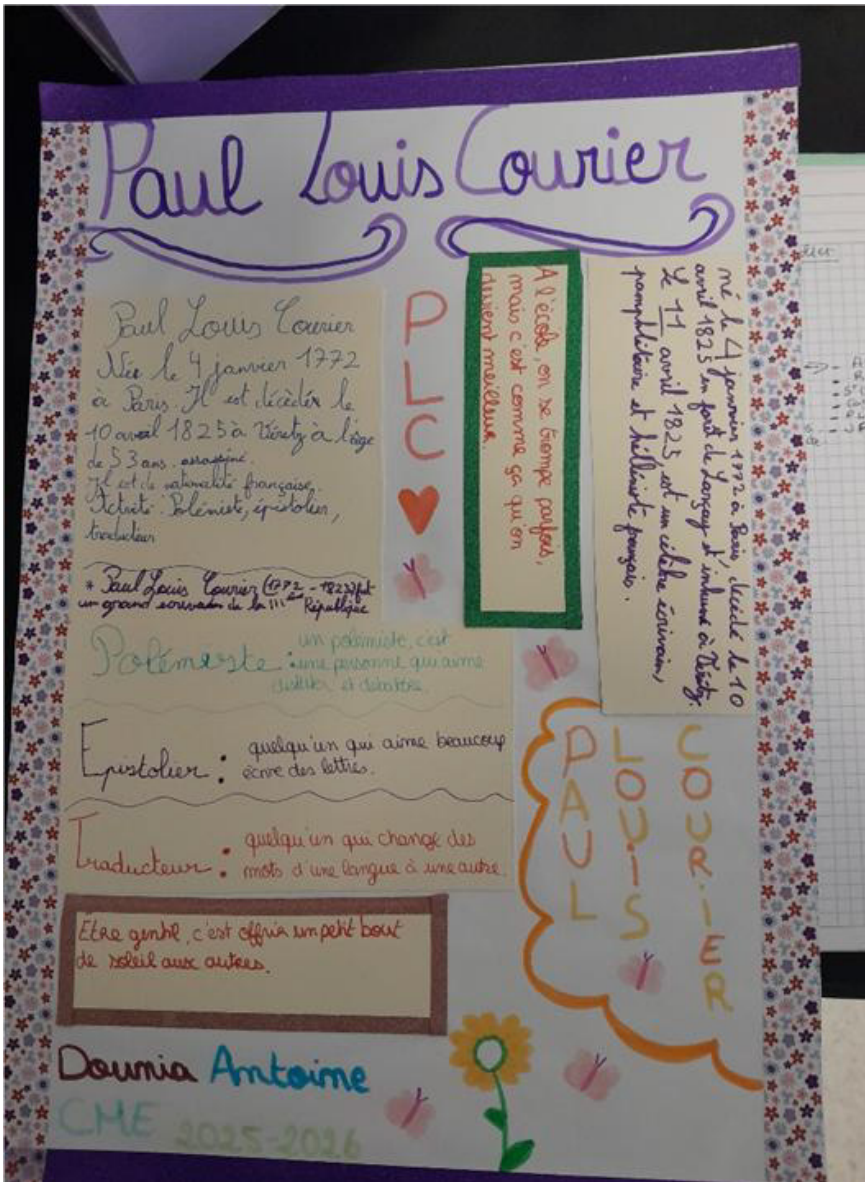 Paul Louis Courier
Paul Louis Courier
Née le 4 janvier 1772
à Paris. Il est décèdée le
10 avril 1825 à Véretz à l'âge
de 53 ans. assassiné.
Il est de nationalité française,
Activité : Polémiste, épistolier,
traducteur
* Paul Louis Courier (1772 - 1825) fut
un grand écrivain de la IIIème République
PLC
A l'école, on se trompe parfois,
mais c'est comme ça qu'on
devient meilleur.
né le 4 janvier 1772 à Paris, décédé le 10
avril 1825 en forêt de Larçay et inhumé à Véretz.
Le 11 avril 1825, est un célèbre écrivain,
pamphlétaire et helléniste français.
Polémiste : un polémiste, c'est
une personne qui aime
et débattre.
Epistolier : quelqu'un qui aime beaucoup
écrire des lettres.
Traducteur : quelqu'un qui change des
mots d'une langue à une autre.
PAUL
LOUIS
COURIER
Etre gentil, c'est offrir un petit bout
de soleil aux autres.
Dounia Antoine
CME 2025-2026